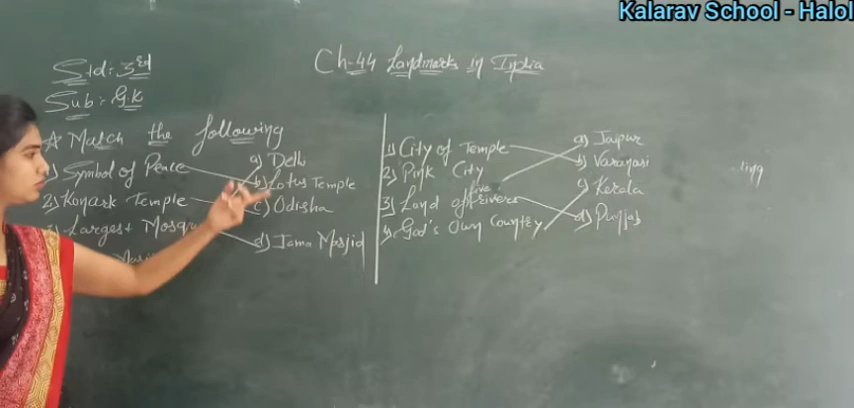 Kalarav School - Halol
Std:- 3rd
Ch-44 Landmarks in India
Sub:- G.K
A Match the following
1) Symbol of Peace
2) Konark Temple
3) Largest Mosq
a) Delhi
b) Lotus Temple
c) Odisha
d) Jama Masjid
1) City of Temple
2) Pink City
3) Land of five rivers
4) God's Own Country
a) Jaipur
b) Varanasi
c) Kerala
d) Punjab